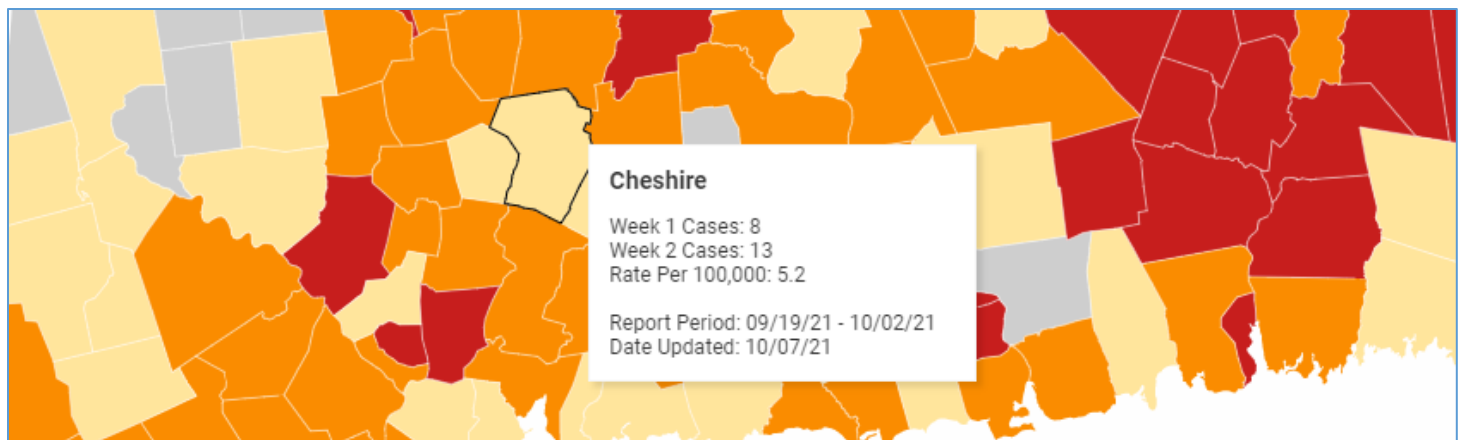 Cheshire
Week 1 Cases: 8
Week 2 Cases: 13
Rate Per 100,000: 5.2
Report Period: 09/19/21 - 10/02/21
Date Updated: 10/07/21